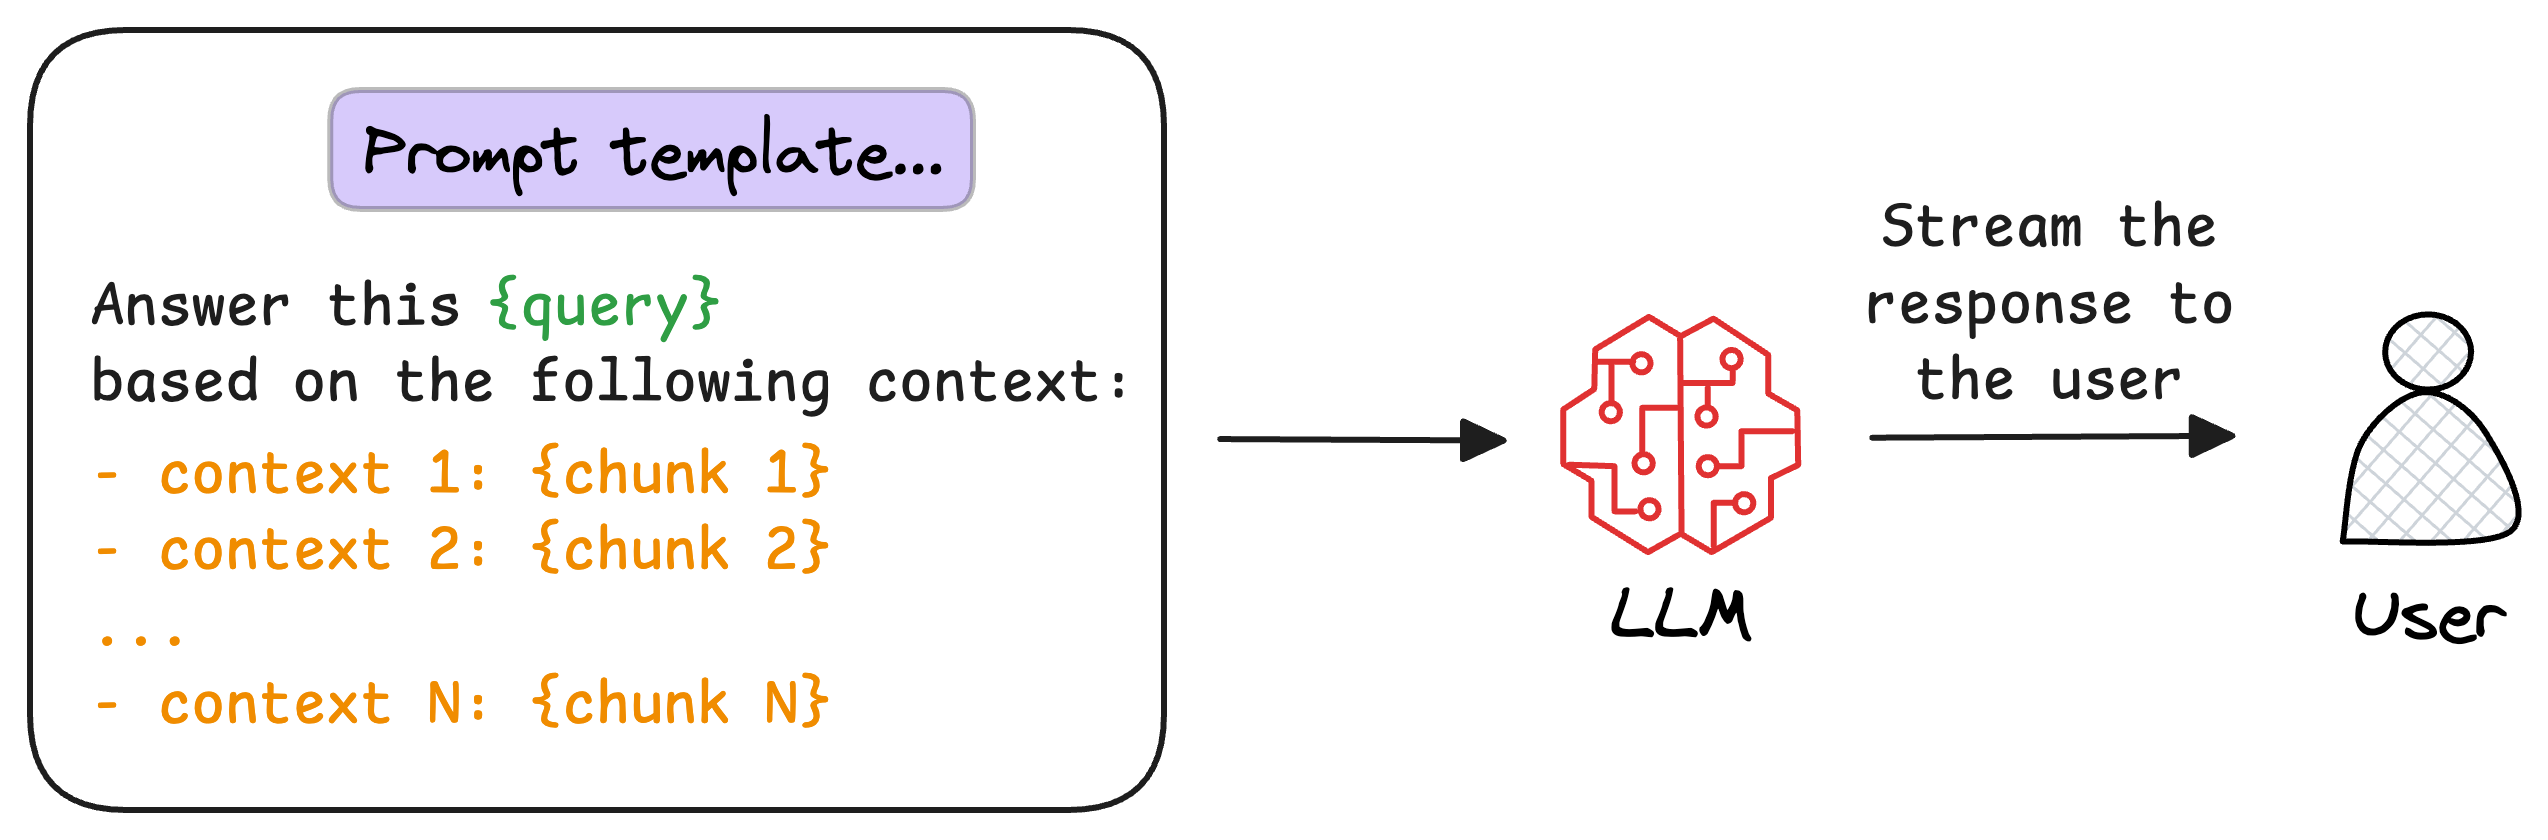 Prompt template...
Answer this {query}
based on the following context:
- context 1: {chunk 1}
- context 2: {chunk 2}
...
- context N: {chunk N}
LLM
Stream the
response to
the user
User